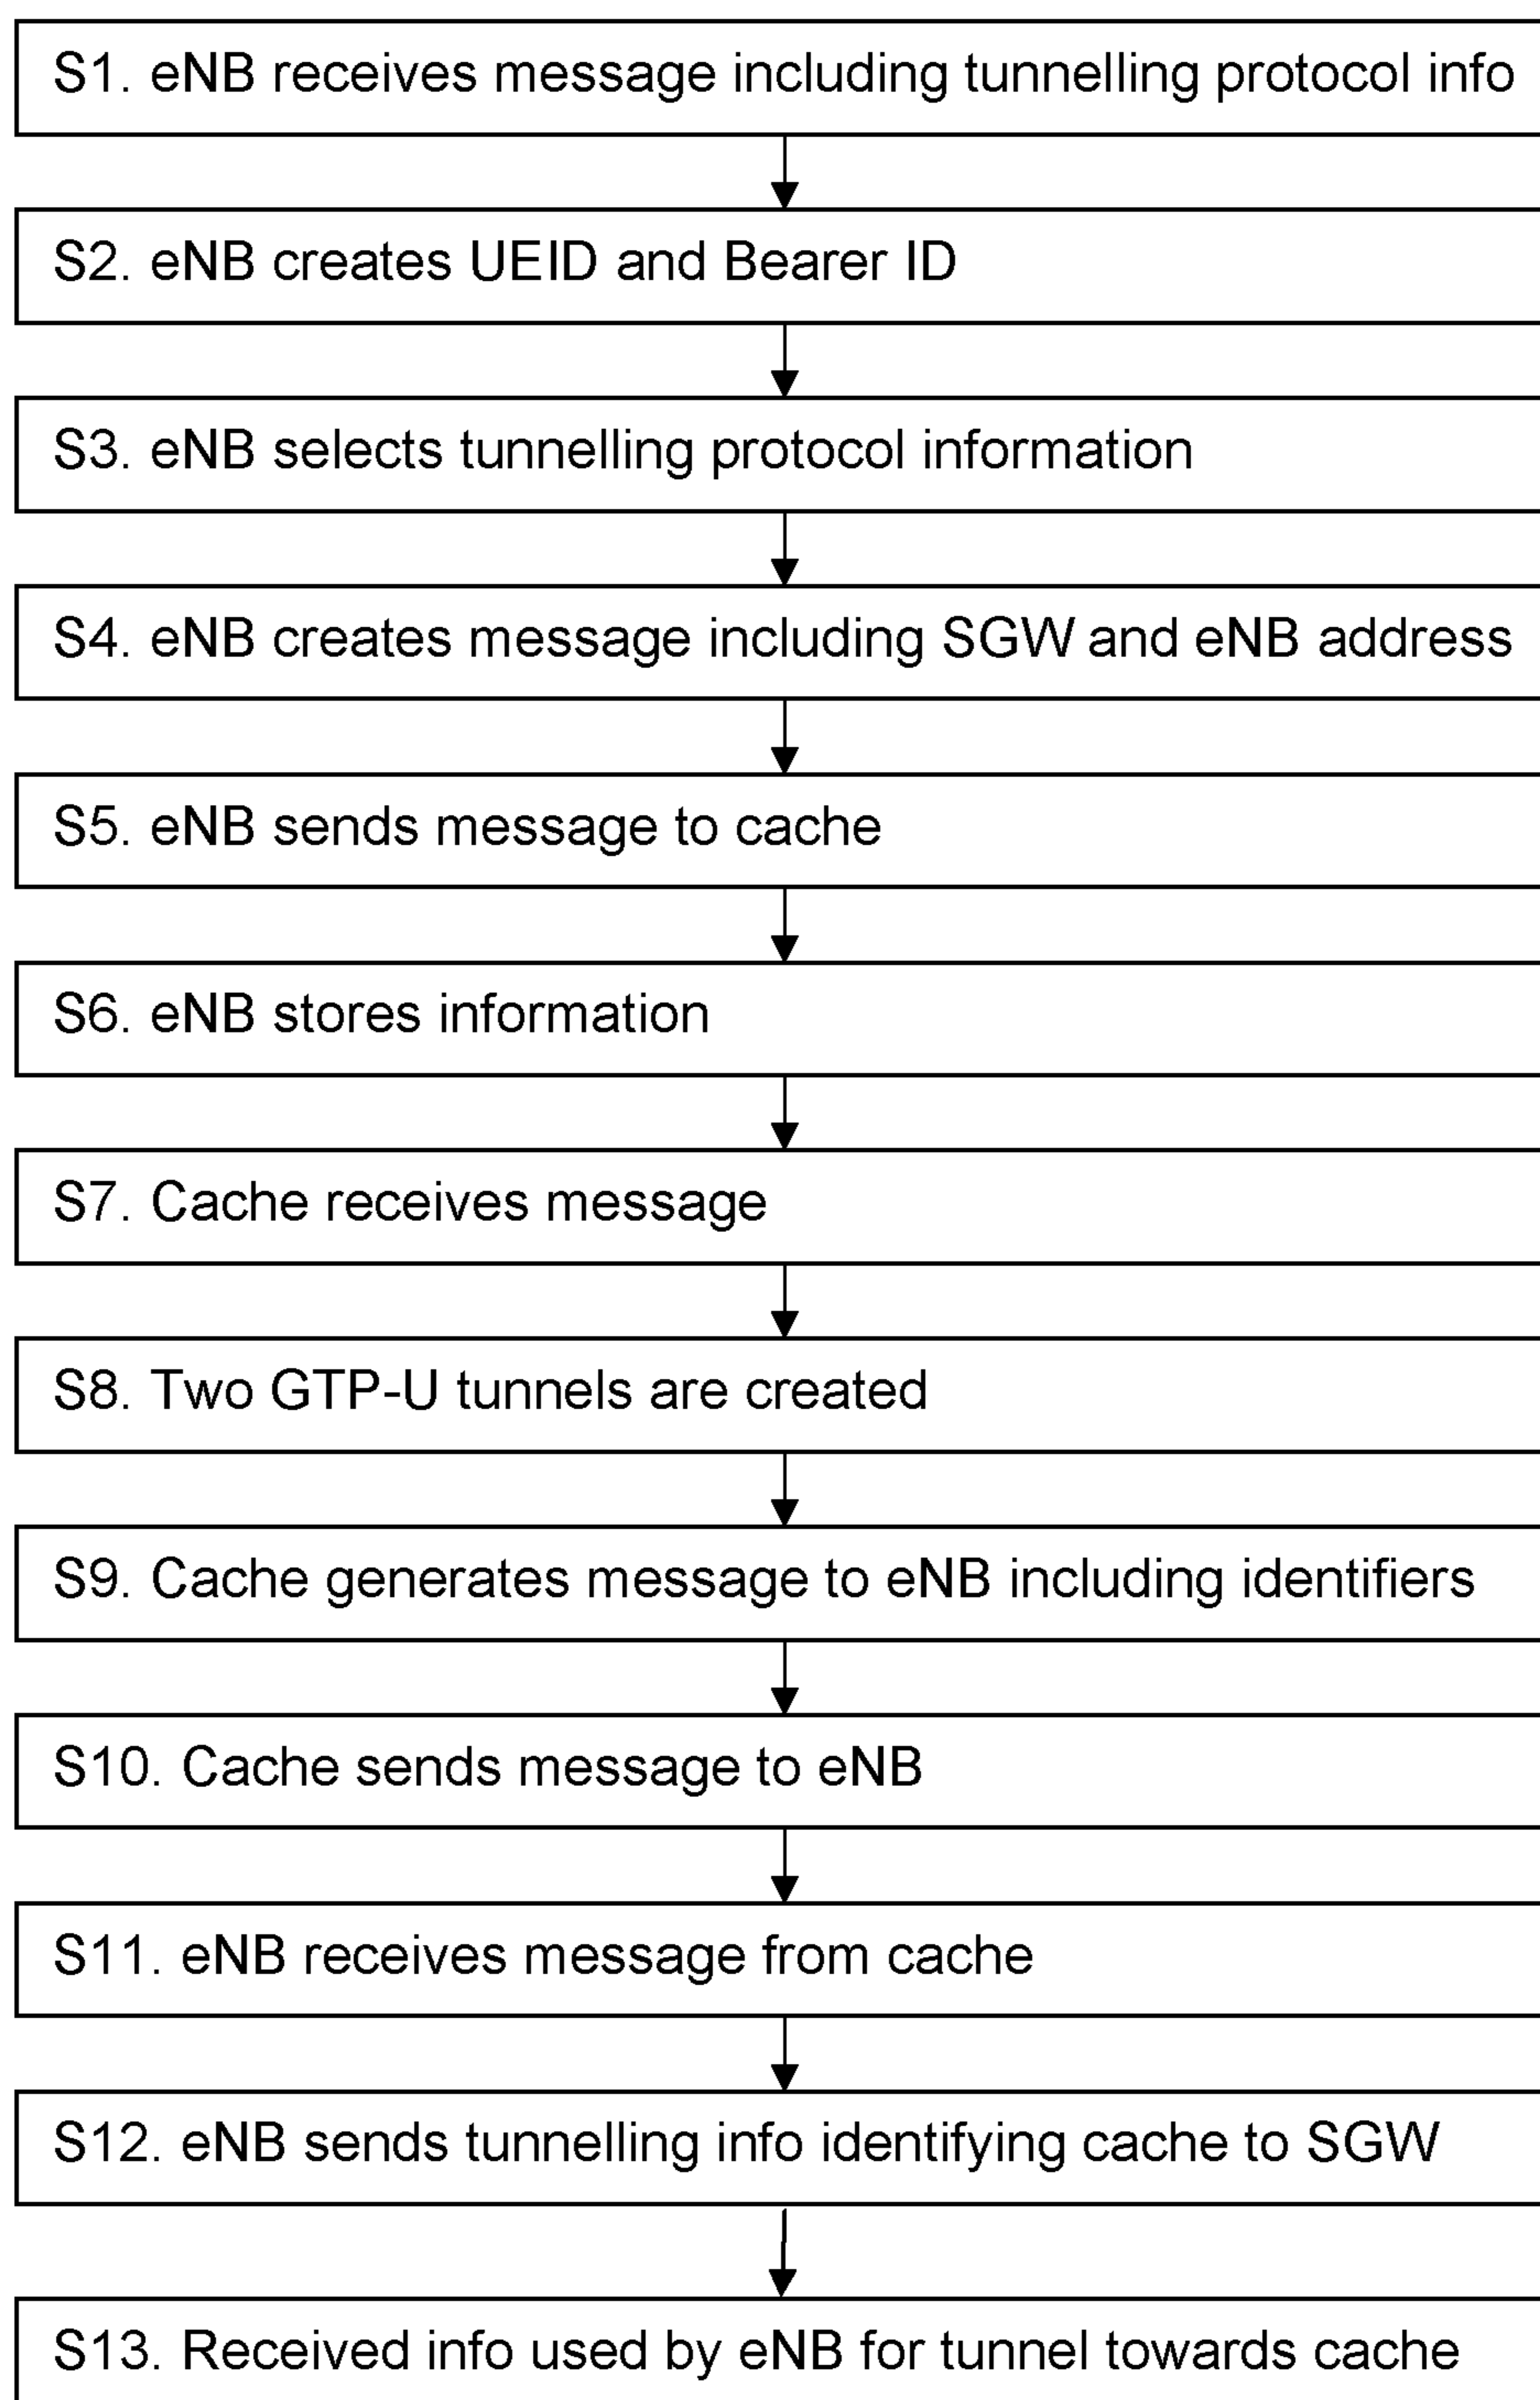 S1. eNB receives message including tunnelling protocol info
S2. eNB creates UEID and Bearer ID
S3. eNB selects tunnelling protocol information
S4. eNB creates message including SGW and eNB address
S5. eNB sends message to cache
S6. eNB stores information
S7. Cache receives message
S8. Two GTP-U tunnels are created
S9. Cache generates message to eNB including identifiers
S10. Cache sends message to eNB
S11. eNB receives message from cache
S12. eNB sends tunnelling info identifying cache to SGW
S13. Received info used by eNB for tunnel towards cache